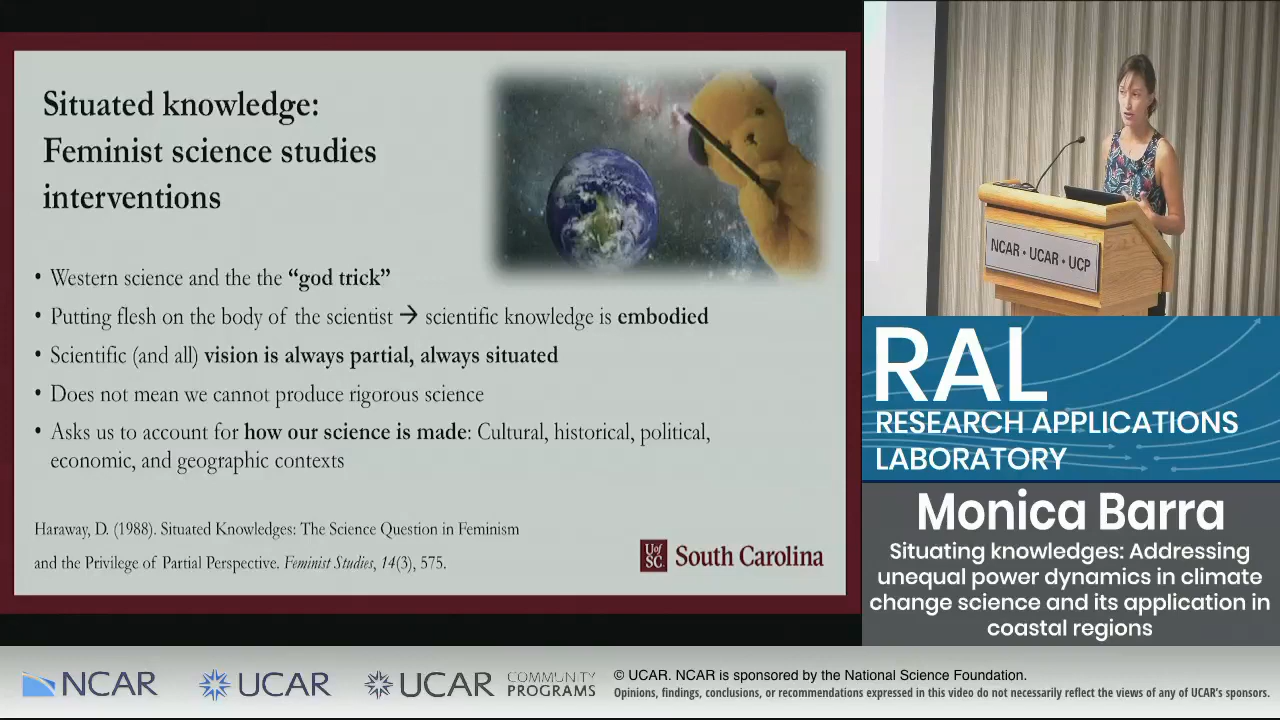 Situated knowledge:
Feminist science studies
interventions
• Western science and the the “god trick”
• Putting flesh on the body of the scientist → scientific knowledge is embodied
• Scientific (and all) vision is always partial, always situated
• Does not mean we cannot produce rigorous science
• Asks us to account for how our science is made: Cultural, historical, political,
economic, and geographic contexts
Haraway, D. (1988). Situated Knowledges: The Science Question in Feminism
and the Privilege of Partial Perspective. Feminist Studies, 14(3), 575.
U of
SC
South Carolina
NCAR • UCAR • UCP
RAL
RESEARCH APPLICATIONS
LABORATORY
Monica Barra
Situating knowledges: Addressing
unequal power dynamics in climate
change science and its application in
coastal regions
NCAR
UCAR
UCAR
COMMUNITY
PROGRAMS
© UCAR. NCAR is sponsored by the National Science Foundation.
Opinions, findings, conclusions, or recommendations expressed in this video do not necessarily reflect the views of any of UCAR's sponsors.